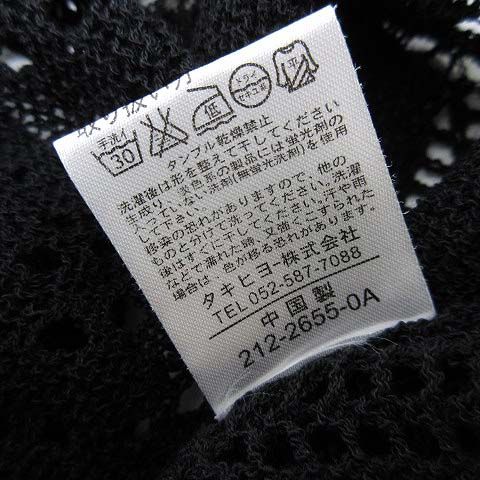 取り扱い方
手洗イ
30
低
ドライ
セキユ系
平
タンブル乾燥禁止
洗濯後は形を整えて干してください
生成り、淡色系の製品には蛍光剤の
入っていない洗剤(無蛍光洗剤)を使用
して下さい。
移染の恐れがありますので、他の
ものと分けて洗ってください。洗濯
後はすぐに干してください。汗や雨
などで濡れた時、又強くこすられた
場合は、色が移る恐れがあります。
タキヒヨー株式会社
TEL 052-587-7088
中国製
212-2655-0A